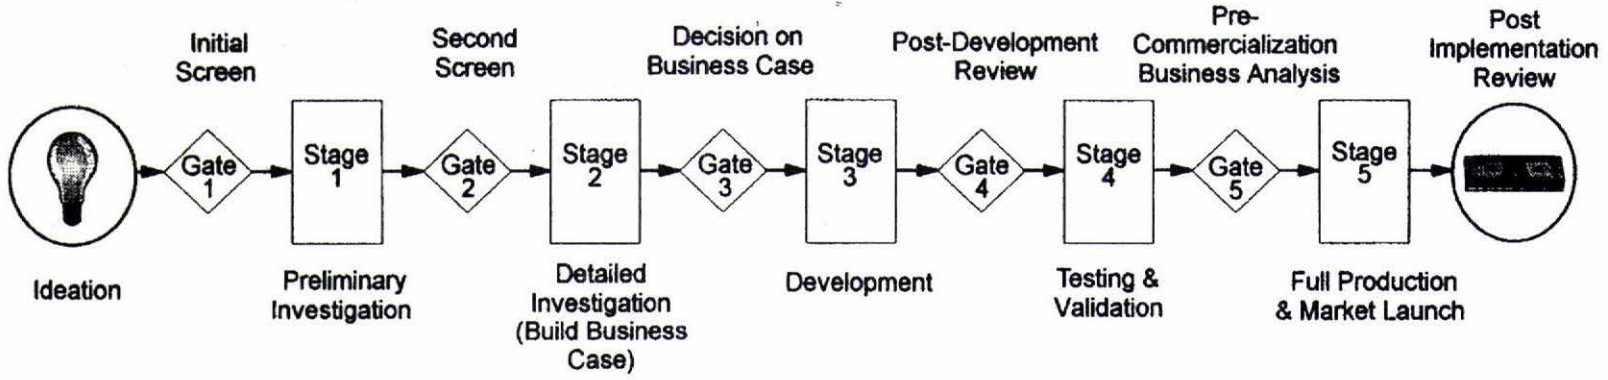 Initial
Screen
Second
Screen
Decision on
Business Case
Post-Development
Review
Pre-
Commercialization
Business Analysis
Post
Implementation
Review
Gate
1
Stage
1
Gate
2
Stage
2
Gate
3
Stage
3
Gate
4
Stage
4
Gate
5
Stage
5
Ideation
Preliminary
Investigation
Detailed
Investigation
(Build Business
Case)
Development
Testing &
Validation
Full Production
& Market Launch